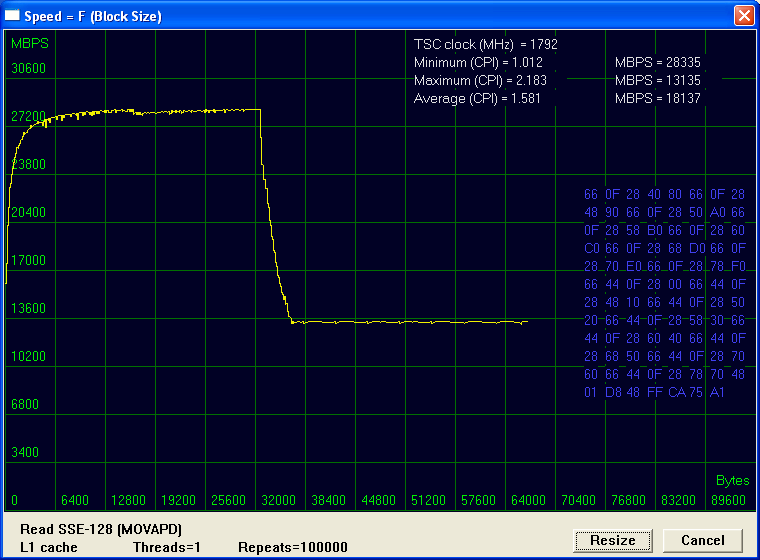 Speed = F (Block Size)
MBPS
TSC clock (MHz) = 1792
Minimum (CPI) = 1.012 MBPS = 28335
Maximum (CPI) = 2.183 MBPS = 13135
Average (CPI) = 1.581 MBPS = 18137
30600
27200
23800
20400
17000
13600
10200
6800
3400
66 0F 28 40 80 66 0F 28
48 90 66 0F 28 50 A0 66
0F 28 58 B0 66 0F 28 60
C0 66 0F 28 68 D0 66 0F
28 70 E0 66 0F 28 78 F0
66 44 0F 28 00 66 44 0F
28 48 10 66 44 0F 28 50
20 66 44 0F 28 58 30 66
44 0F 28 60 40 66 44 0F
28 68 50 66 44 0F 28 70
60 66 44 0F 28 78 70 48
01 D8 48 FF CA 75 A1
Bytes
0 6400 12800 19200 25600 32000 38400 44800 51200 57600 64000 70400 76800 83200 89600
Read SSE-128 (MOVAPD)
L1 cache Threads=1 Repeats=100000
Resize Cancel